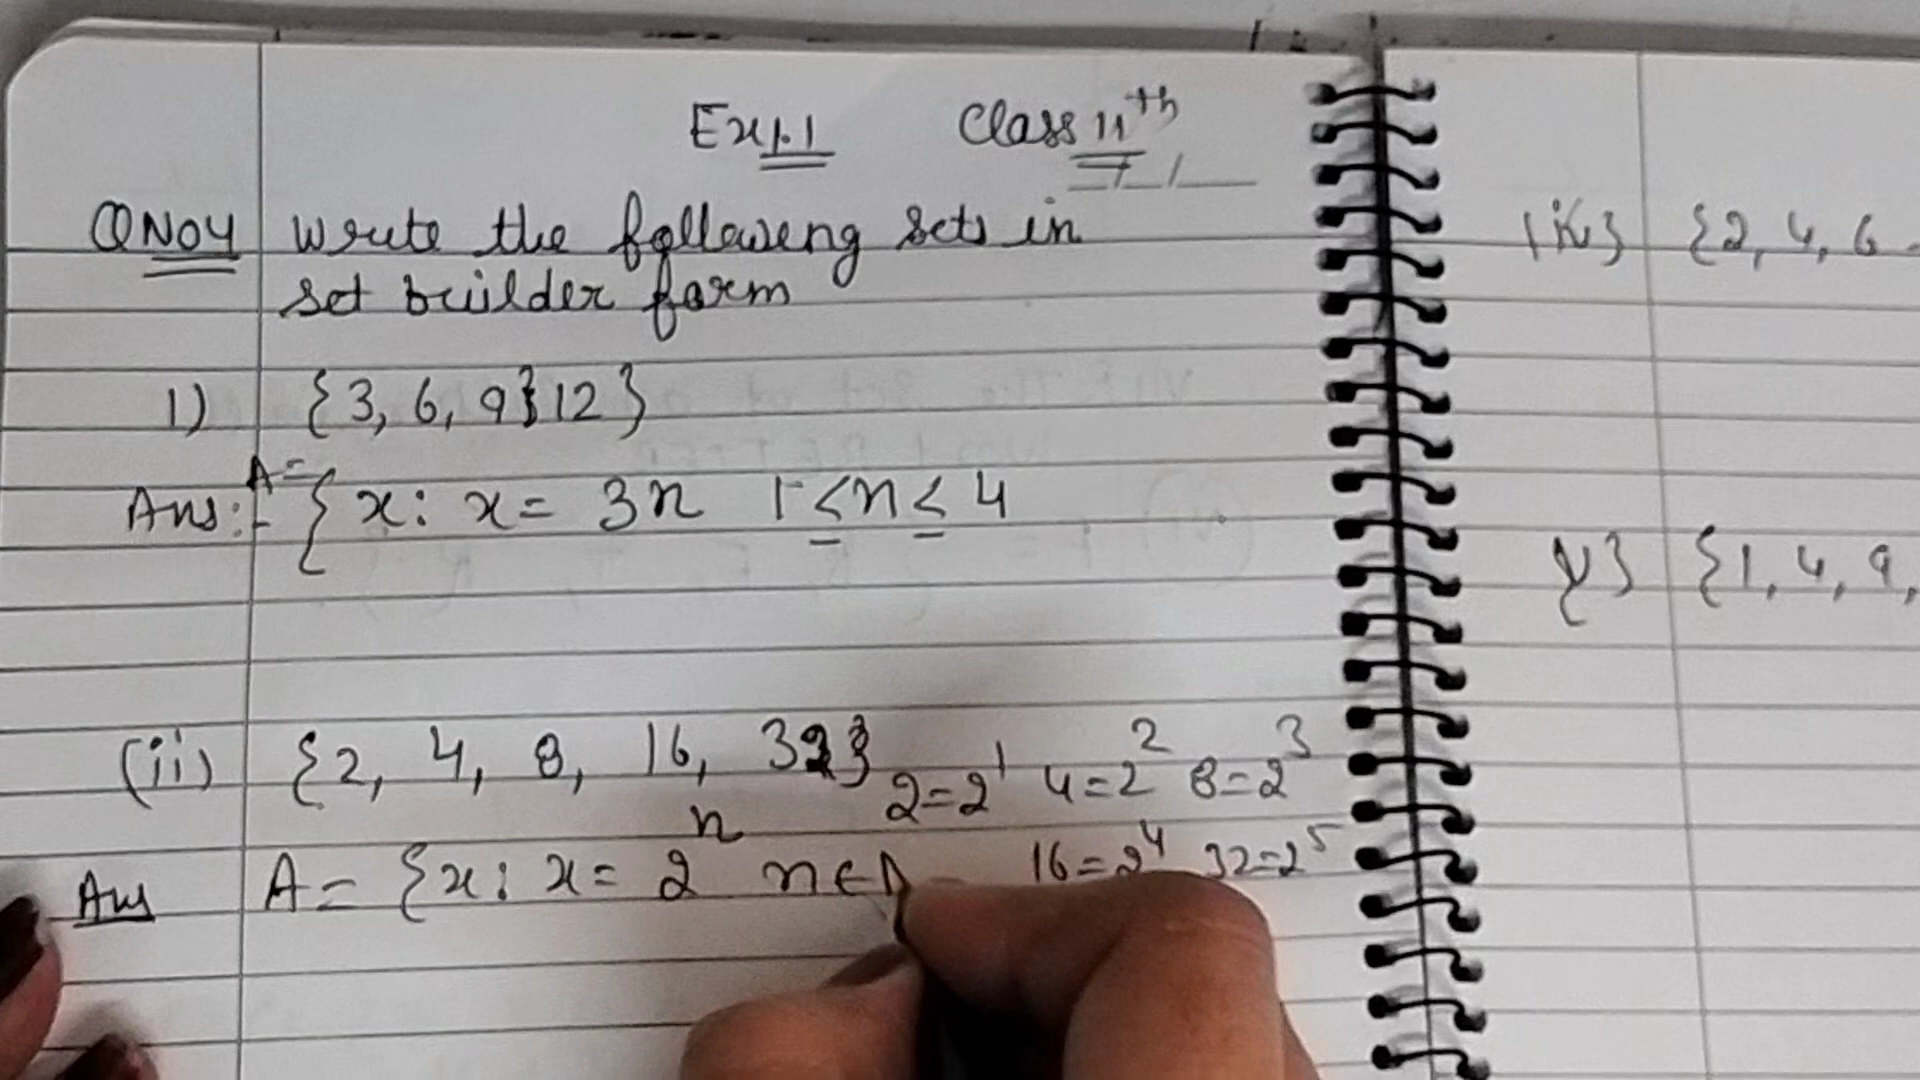 Ex 1.1 Class 11th
QNO4 Write the following sets in
set builder form
1) {3, 6, 9, 12}
Ans:- A = {x : x = 3n 1 ≤ n ≤ 4
(ii) {2, 4, 8, 16, 32} 2=2¹ 4=2² 8=2³
16=2⁴ 32=2⁵
Ans A = {x : x = 2ⁿ n ∈ N
{2, 4, 6
v} {1, 4, 9,